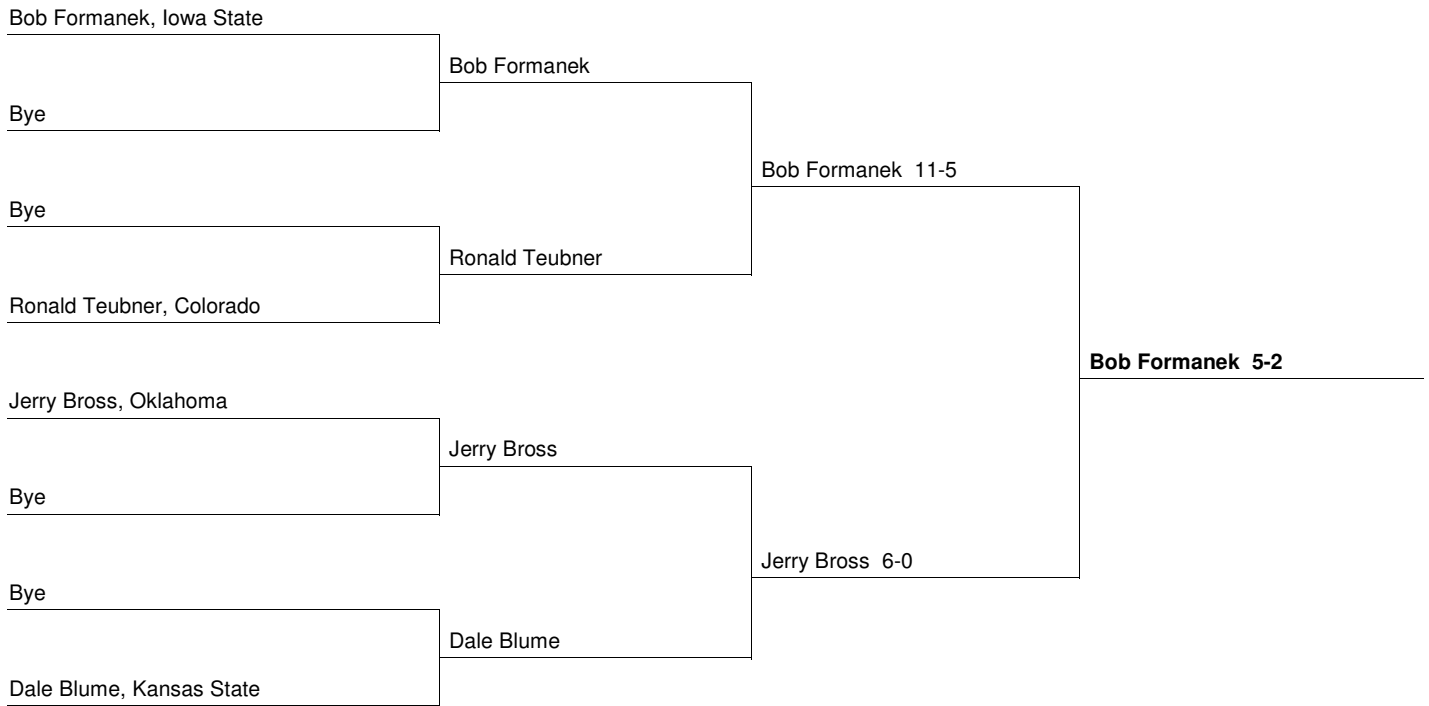 Bob Formanek, Iowa State
Bob Formanek
Bye
Bob Formanek  11-5
Bye
Ronald Teubner
Ronald Teubner, Colorado
Bob Formanek  5-2
Jerry Bross, Oklahoma
Jerry Bross
Bye
Jerry Bross  6-0
Bye
Dale Blume
Dale Blume, Kansas State